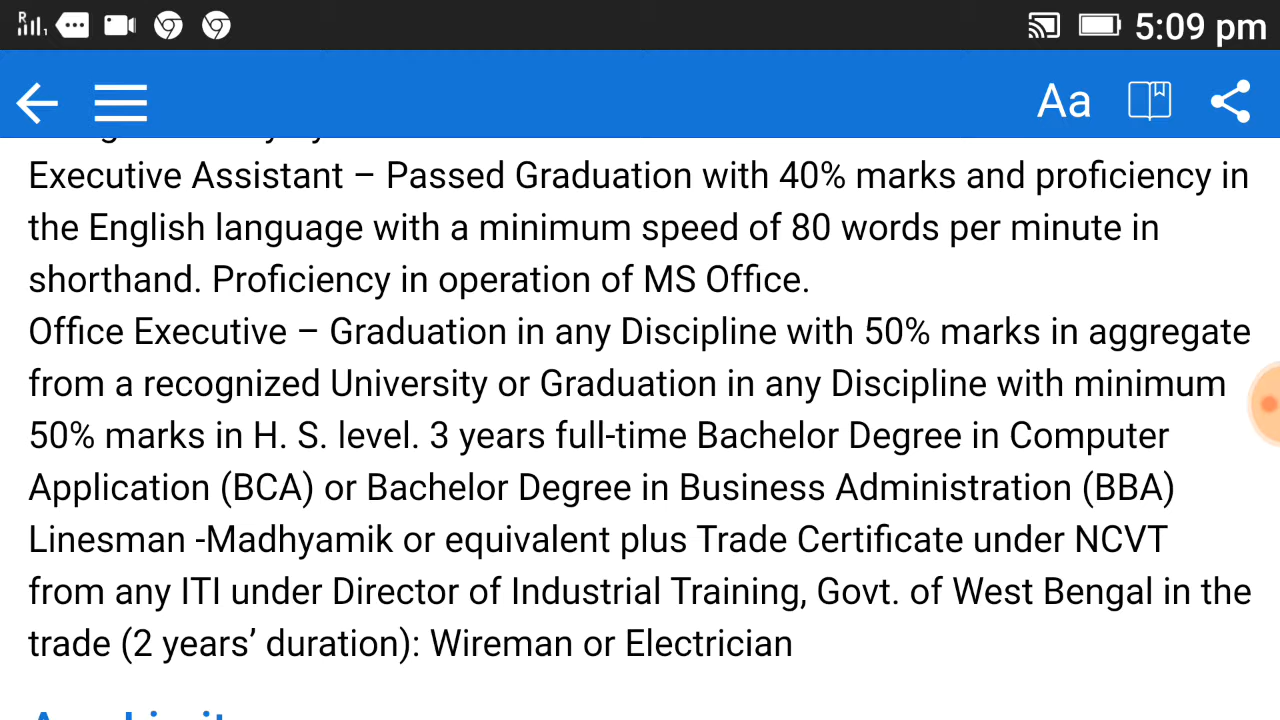 5:09 pm
Aa
Executive Assistant – Passed Graduation with 40% marks and proficiency in
the English language with a minimum speed of 80 words per minute in
shorthand. Proficiency in operation of MS Office.
Office Executive – Graduation in any Discipline with 50% marks in aggregate
from a recognized University or Graduation in any Discipline with minimum
50% marks in H. S. level. 3 years full-time Bachelor Degree in Computer
Application (BCA) or Bachelor Degree in Business Administration (BBA)
Linesman -Madhyamik or equivalent plus Trade Certificate under NCVT
from any ITI under Director of Industrial Training, Govt. of West Bengal in the
trade (2 years’ duration): Wireman or Electrician